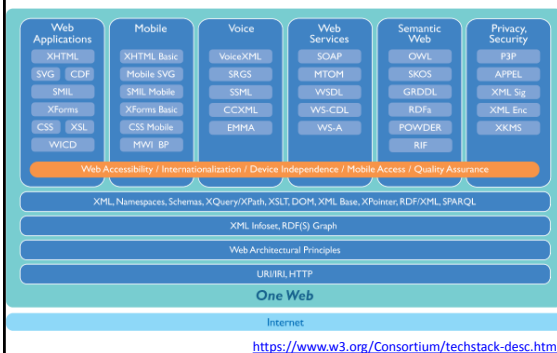 Web Applications
XHTML
SVG CDF
SMIL
XForms
CSS XSL
WICD
Mobile
XHTML Basic
Mobile SVG
SMIL Mobile
XForms Basic
CSS Mobile
MWI BP
Voice
VoiceXML
SRGS
SSML
CCXML
EMMA
Web Services
SOAP
MTOM
WSDL
WS-CDL
WS-A
Semantic Web
OWL
SKOS
GRDDL
RDFa
POWDER
RIF
Privacy, Security
P3P
APPEL
XML Sig
XML Enc
XKMS
Web Accessibility / Internationalization / Device Independence / Mobile Access / Quality Assurance
XML, Namespaces, Schemas, XQuery/XPath, XSLT, DOM, XML Base, XPointer, RDF/XML, SPARQL
XML Infoset, RDF(S) Graph
Web Architectural Principles
URI/IRI, HTTP
One Web
Internet
https://www.w3.org/Consortium/techstack-desc.htm